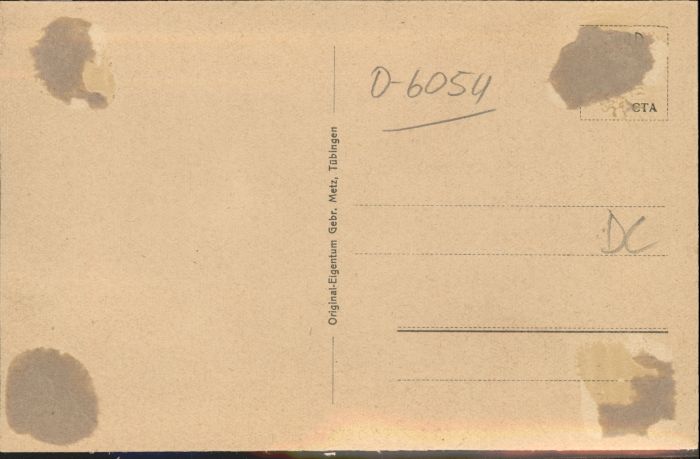 D-6054
CTA
Original-Eigentum Gebr. Metz, Tübingen
DC